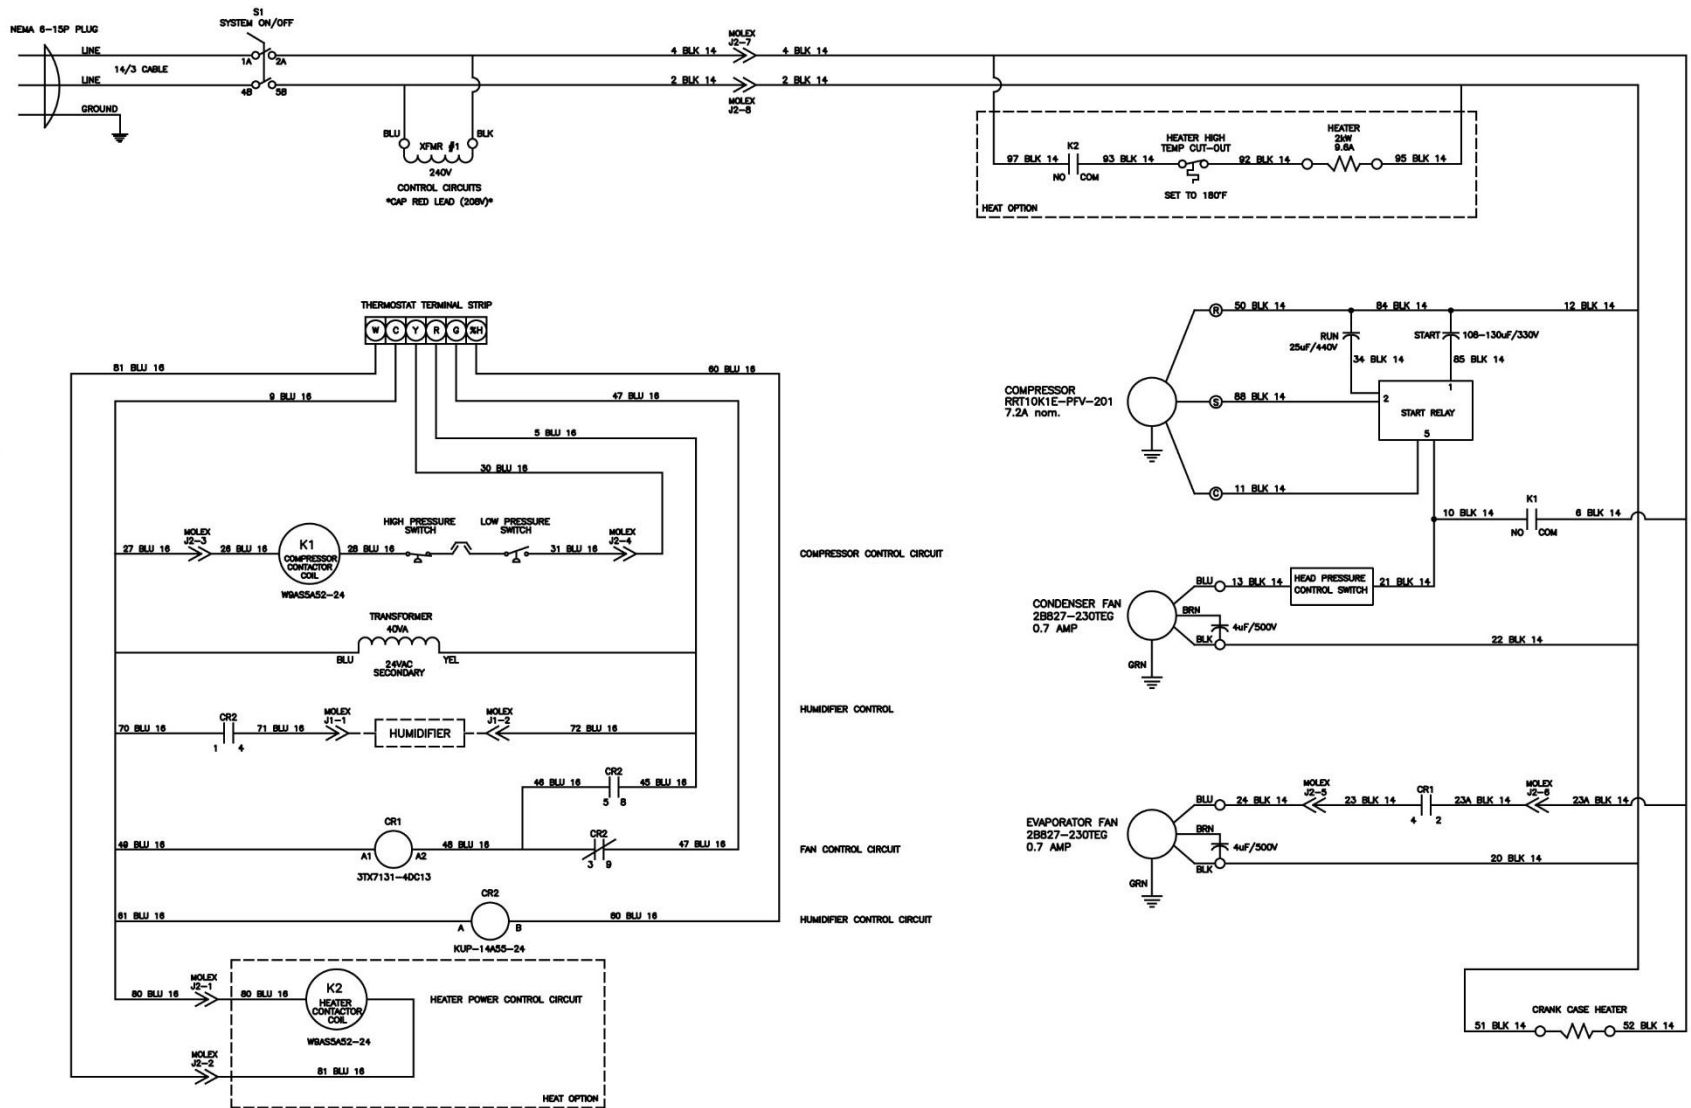 NEMA 6-15P PLUG
S1
SYSTEM ON/OFF
LINE
14/3 CABLE
1A
2A
LINE
4B
5B
GROUND
4 BLK 14
MOLEX
J2-7
4 BLK 14
2 BLK 14
MOLEX
J2-8
2 BLK 14
BLU
XFMR #1
BLK
240V
CONTROL CIRCUITS
*CAP RED LEAD (208V)*
97 BLK 14
K2
NO
COM
93 BLK 14
HEATER HIGH
TEMP CUT-OUT
SET TO 180°F
92 BLK 14
HEATER
2kW
9.6A
95 BLK 14
HEAT OPTION
THERMOSTAT TERMINAL STRIP
W C Y R G %H
81 BLU 16
60 BLU 16
9 BLU 16
47 BLU 16
5 BLU 16
30 BLU 16
27 BLU 16
MOLEX
J2-3
26 BLU 16
K1
COMPRESSOR
CONTACTOR
COIL
W9AS5A52-24
28 BLU 16
HIGH PRESSURE
SWITCH
LOW PRESSURE
SWITCH
31 BLU 16
MOLEX
J2-4
COMPRESSOR CONTROL CIRCUIT
TRANSFORMER
40VA
BLU
24VAC
SECONDARY
YEL
HUMIDIFIER CONTROL
70 BLU 16
CR2
1
4
71 BLU 16
MOLEX
J1-1
HUMIDIFIER
MOLEX
J1-2
72 BLU 16
46 BLU 16
CR2
5
8
45 BLU 16
49 BLU 16
CR1
A1
A2
3TX7131-4DC13
48 BLU 16
CR2
3
9
47 BLU 16
FAN CONTROL CIRCUIT
61 BLU 16
CR2
A
B
KUP-14A55-24
60 BLU 16
HUMIDIFIER CONTROL CIRCUIT
80 BLU 16
MOLEX
J2-1
80 BLU 16
K2
HEATER
CONTACTOR
COIL
W9AS5A52-24
HEATER POWER CONTROL CIRCUIT
MOLEX
J2-2
81 BLU 16
HEAT OPTION
COMPRESSOR
RRT10K1E-PFV-201
7.2A nom.
R
50 BLK 14
84 BLK 14
12 BLK 14
RUN
25uF/440V
START
108-130uF/330V
34 BLK 14
85 BLK 14
S
88 BLK 14
1
2
START RELAY
5
C
11 BLK 14
10 BLK 14
K1
NO
COM
6 BLK 14
CONDENSER FAN
2B827-230TEG
0.7 AMP
BLU
13 BLK 14
HEAD PRESSURE
CONTROL SWITCH
21 BLK 14
BRN
4uF/500V
BLK
22 BLK 14
GRN
EVAPORATOR FAN
2B827-230TEG
0.7 AMP
BLU
24 BLK 14
MOLEX
J2-5
23 BLK 14
CR1
4
2
23A BLK 14
MOLEX
J2-6
23A BLK 14
BRN
4uF/500V
BLK
20 BLK 14
GRN
CRANK CASE HEATER
51 BLK 14
52 BLK 14